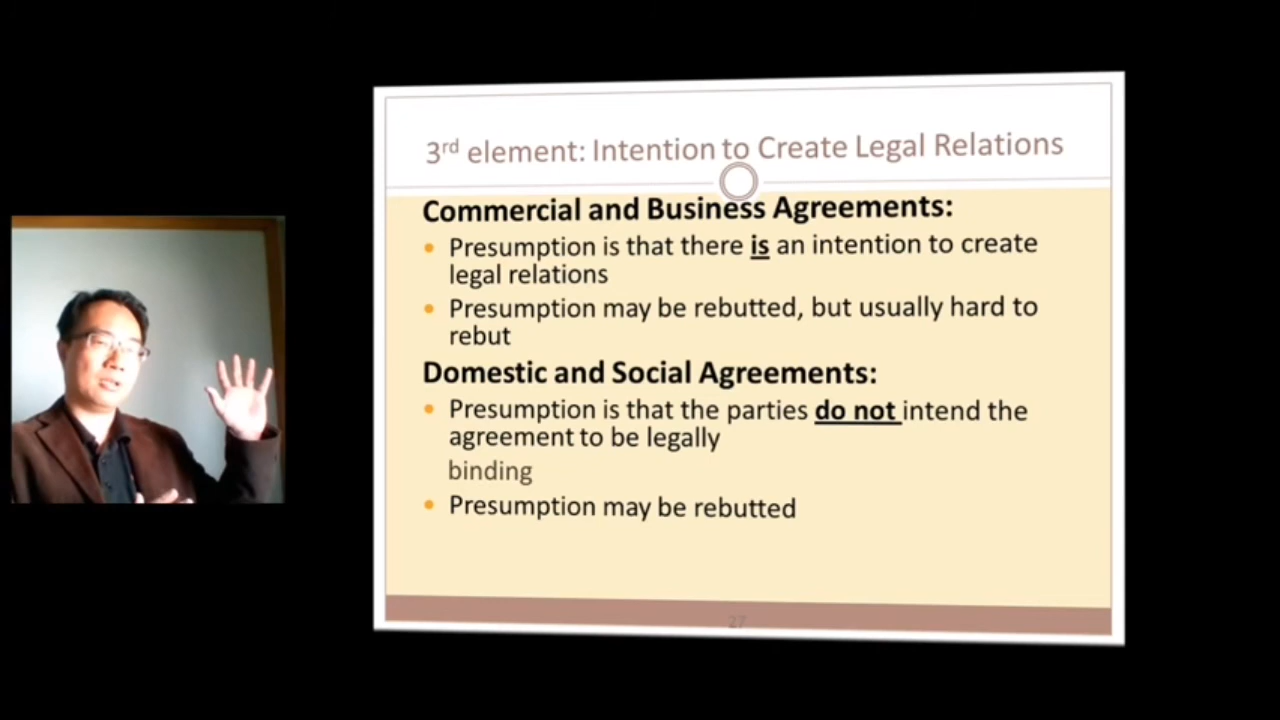 3rd element: Intention to Create Legal Relations
Commercial and Business Agreements:
• Presumption is that there is an intention to create
legal relations
• Presumption may be rebutted, but usually hard to
rebut
Domestic and Social Agreements:
• Presumption is that the parties do not intend the
agreement to be legally
binding
• Presumption may be rebutted
27